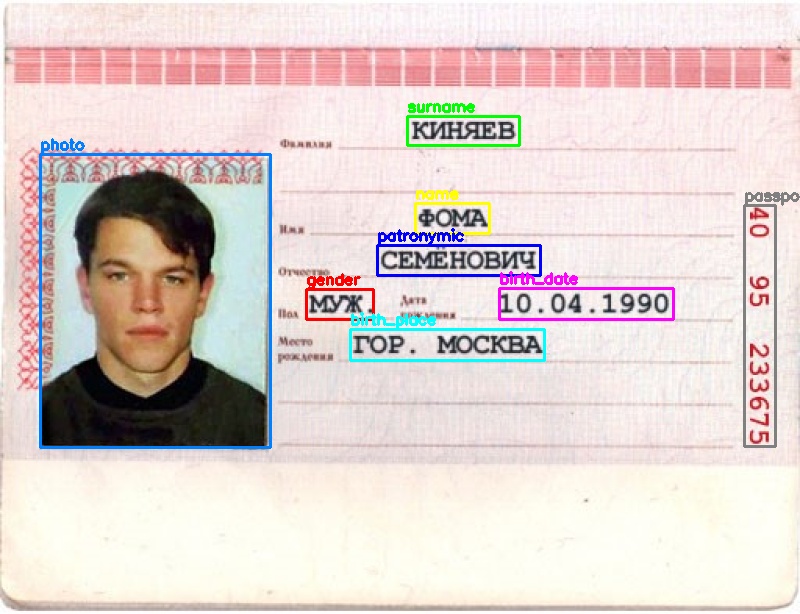 surname
Фамилия КИНЯЕВ
photo
name
Имя ФОМА
patronymic
Отчество СЕМЁНОВИЧ
gender
birth_date
Пол МУЖ. Дата рождения 10.04.1990
birth_place
Место рождения ГОР. МОСКВА
passpo
40 95 233675